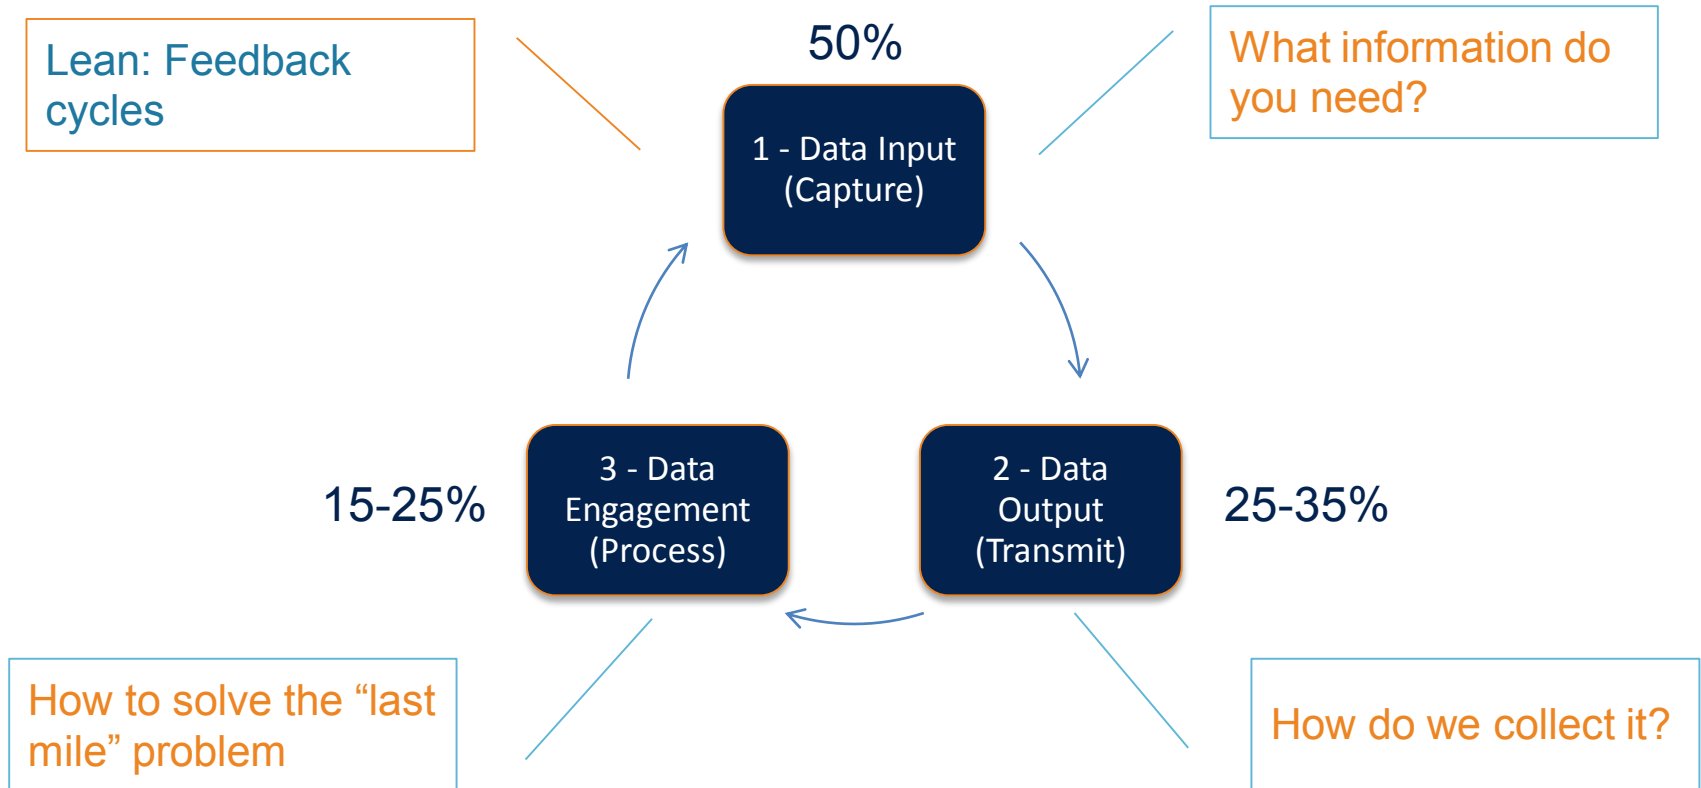 Lean: Feedback
cycles
50%
What information do
you need?
1 - Data Input
(Capture)
15-25%
3 - Data
Engagement
(Process)
2 - Data
Output
(Transmit)
25-35%
How to solve the “last
mile” problem
How do we collect it?